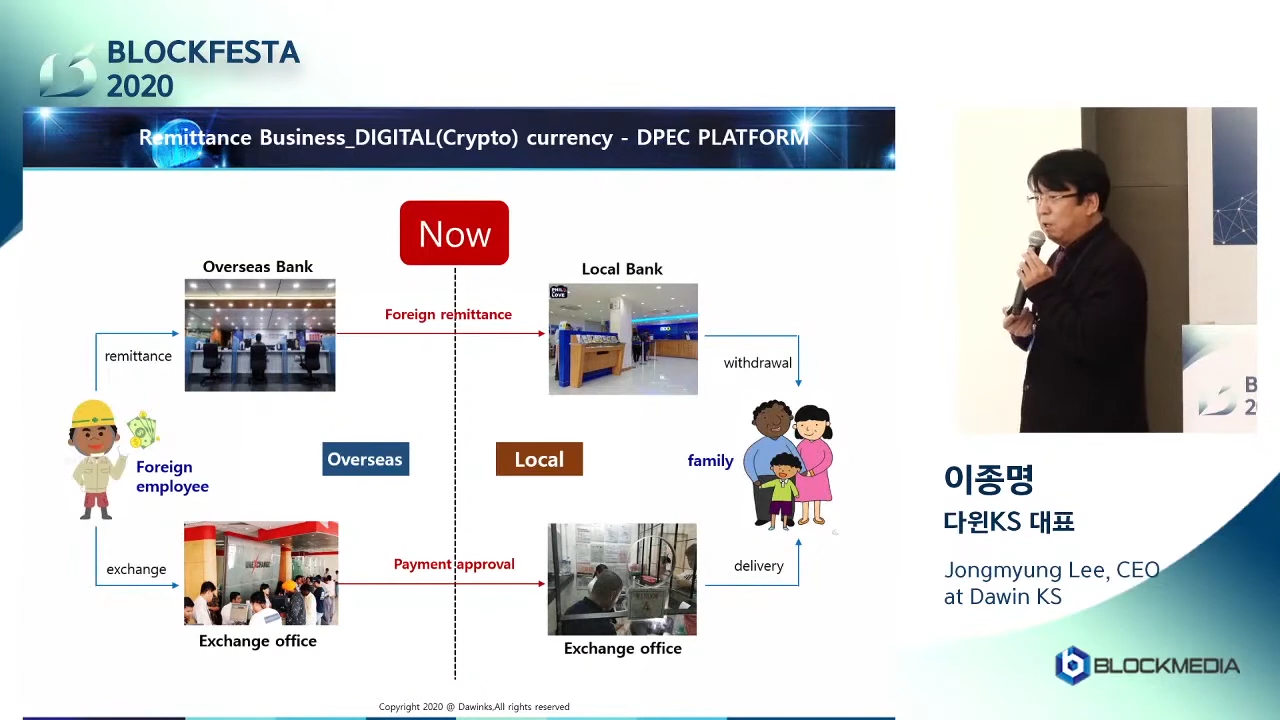 BLOCKFESTA
2020
Remittance Business_DIGITAL(Crypto) currency - DPEC PLATFORM
Now
Overseas Bank
Local Bank
Foreign remittance
remittance
withdrawal
Foreign
employee
Overseas
Local
family
Payment approval
exchange
delivery
Exchange office
Exchange office
Copyright 2020 @ Dawinks,All rights reserved
이종명
다윈KS 대표
Jongmyung Lee, CEO
at Dawin KS
BLOCKMEDIA